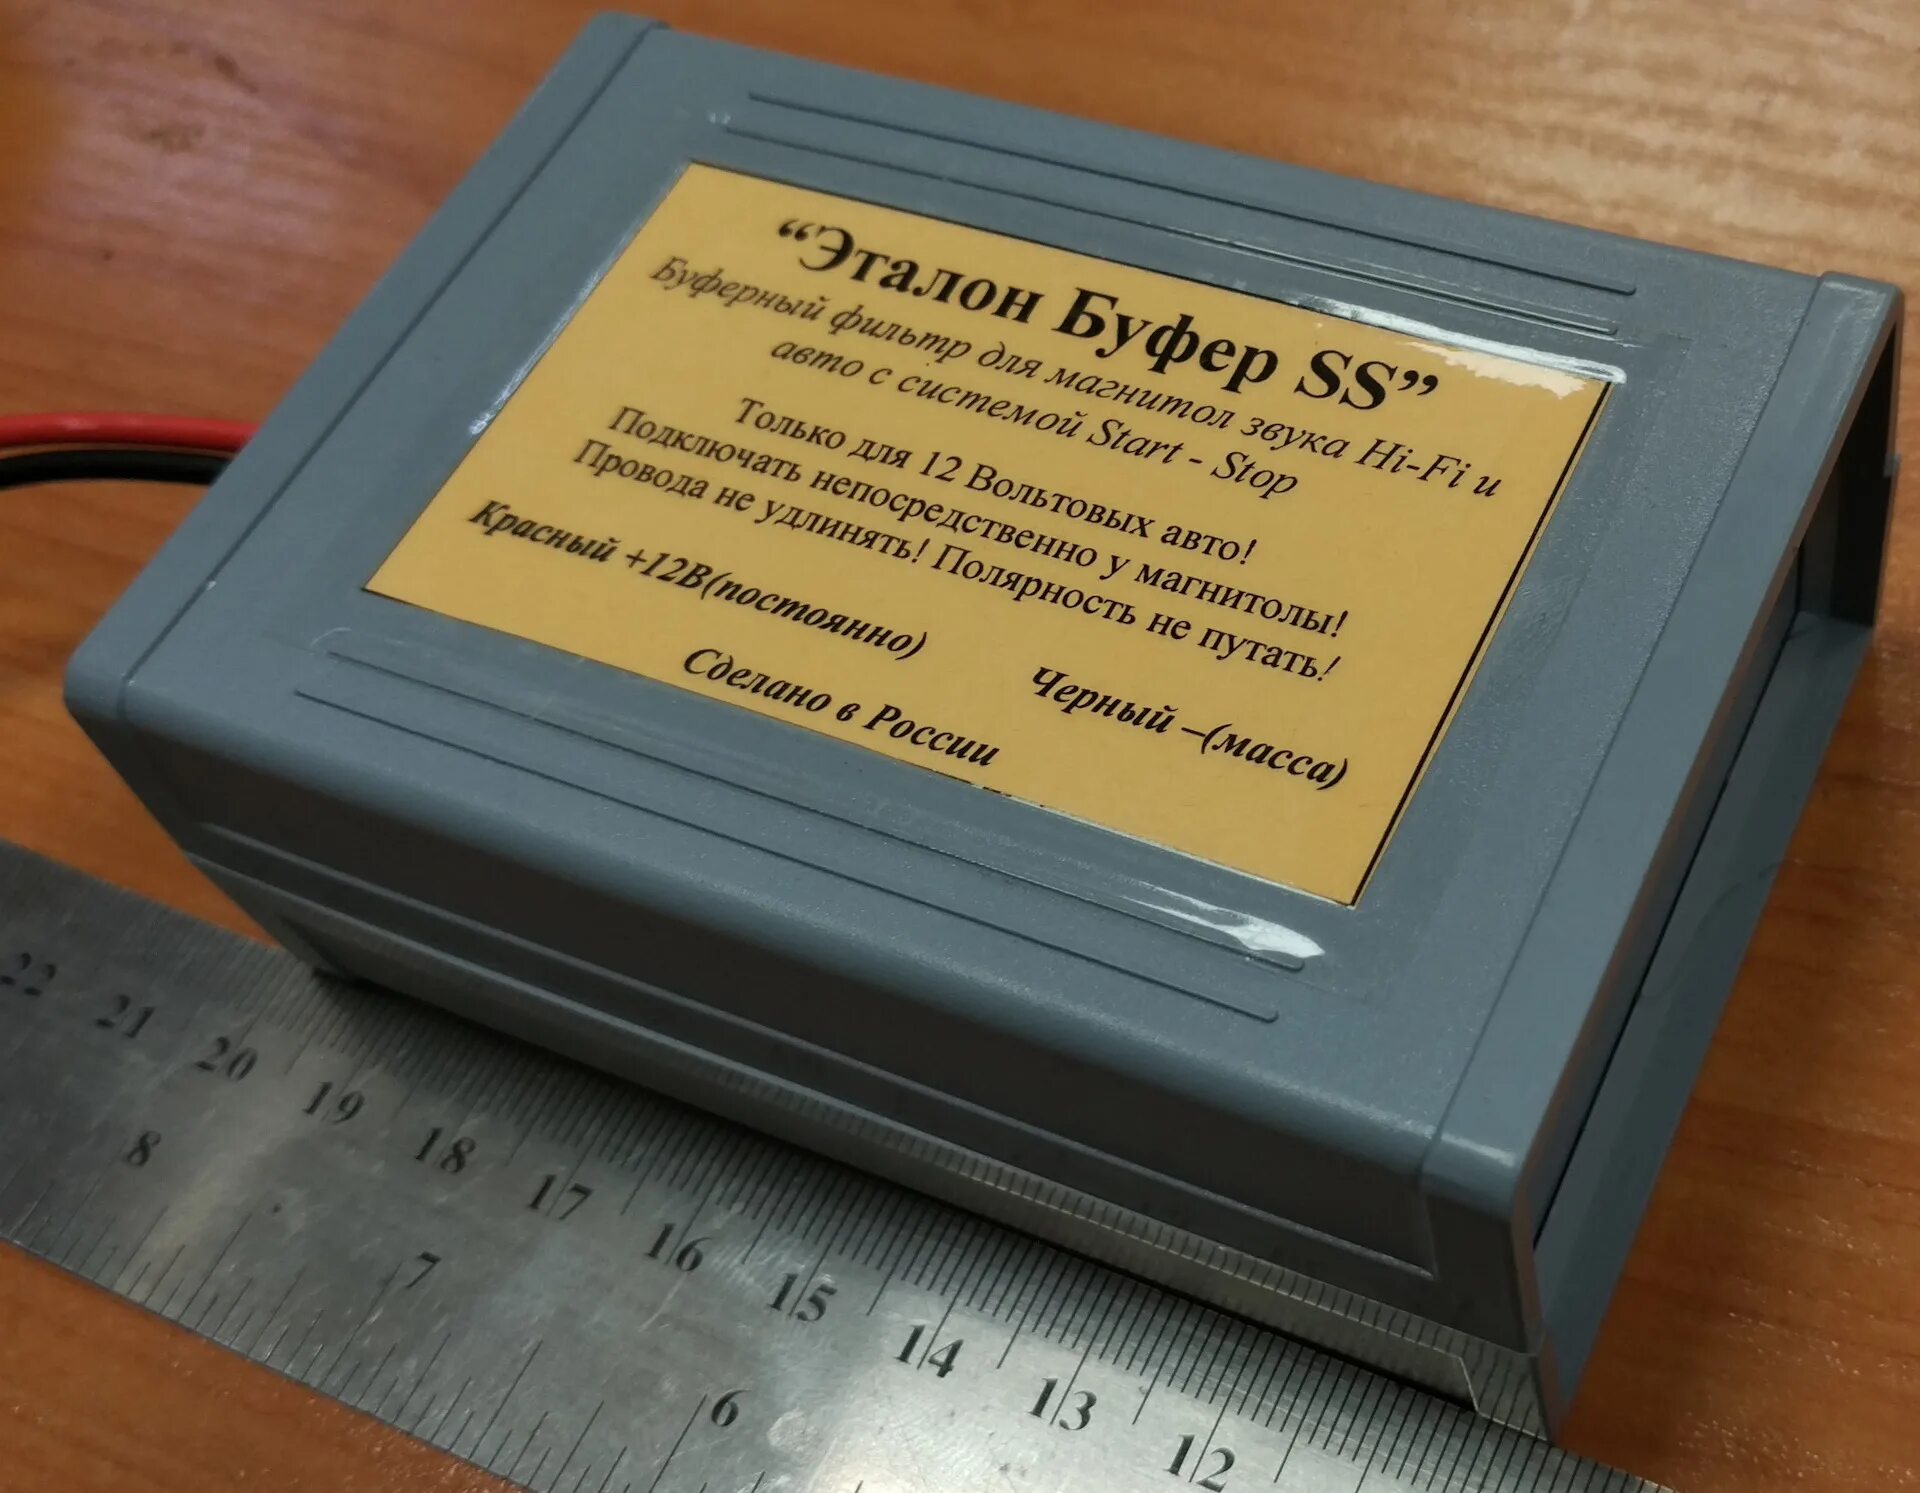 “Эталон Буфер SS”
Буферный фильтр для магнитол звука Hi-Fi и
авто с системой Start - Stop
Только для 12 Вольтовых авто!
Подключать непосредственно у магнитолы!
Провода не удлинять! Полярность не путать!
Красный +12В(постоянно) Черный –(масса)
Сделано в России
22 21 20 19 18 17 16 15 14 13 12
8 7 6